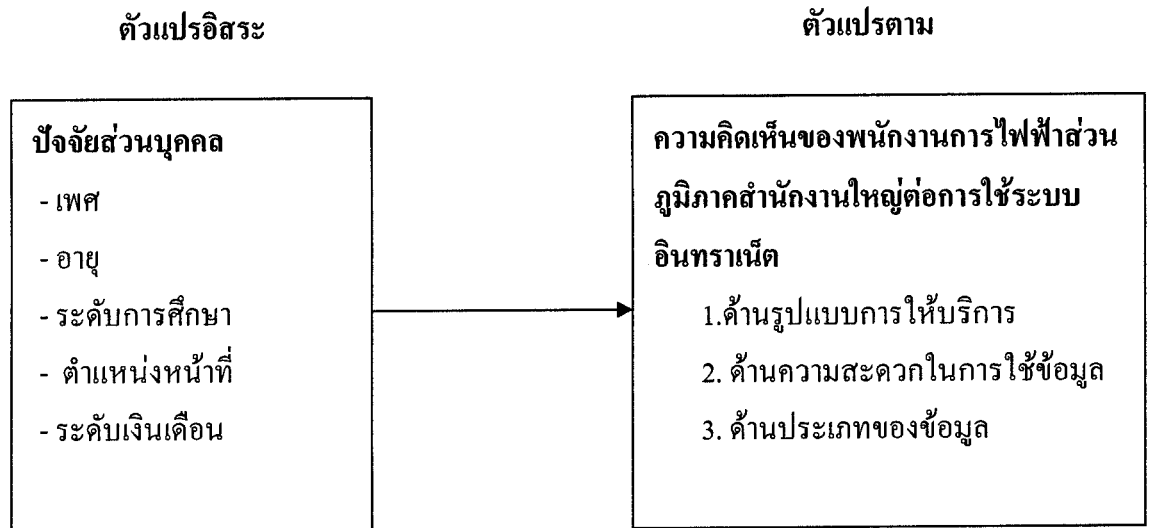 ตัวแปรอิสระ
ตัวแปรตาม
ปัจจัยส่วนบุคคล
- เพศ
- อายุ
- ระดับการศึกษา
- ตำแหน่งหน้าที่
- ระดับเงินเดือน
ความคิดเห็นของพนักงานการไฟฟ้าส่วน
ภูมิภาคสำนักงานใหญ่ต่อการใช้ระบบ
อินทราเน็ต
1.ด้านรูปแบบการให้บริการ
2. ด้านความสะดวกในการใช้ข้อมูล
3. ด้านประเภทของข้อมูล